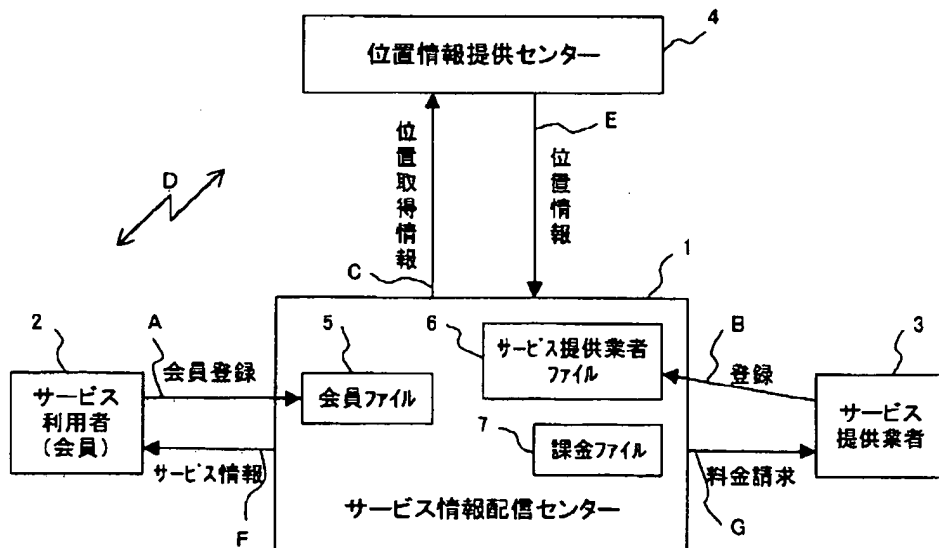 4
位置情報提供センター
E
位置取得情報
位置情報
D
C
1
2
A
5
6
B
3
会員登録
サービス提供業者
ファイル
登録
サービス
利用者
(会員)
会員ファイル
サービス
提供業者
7
課金ファイル
サービス情報
料金請求
サービス情報配信センター
F
G